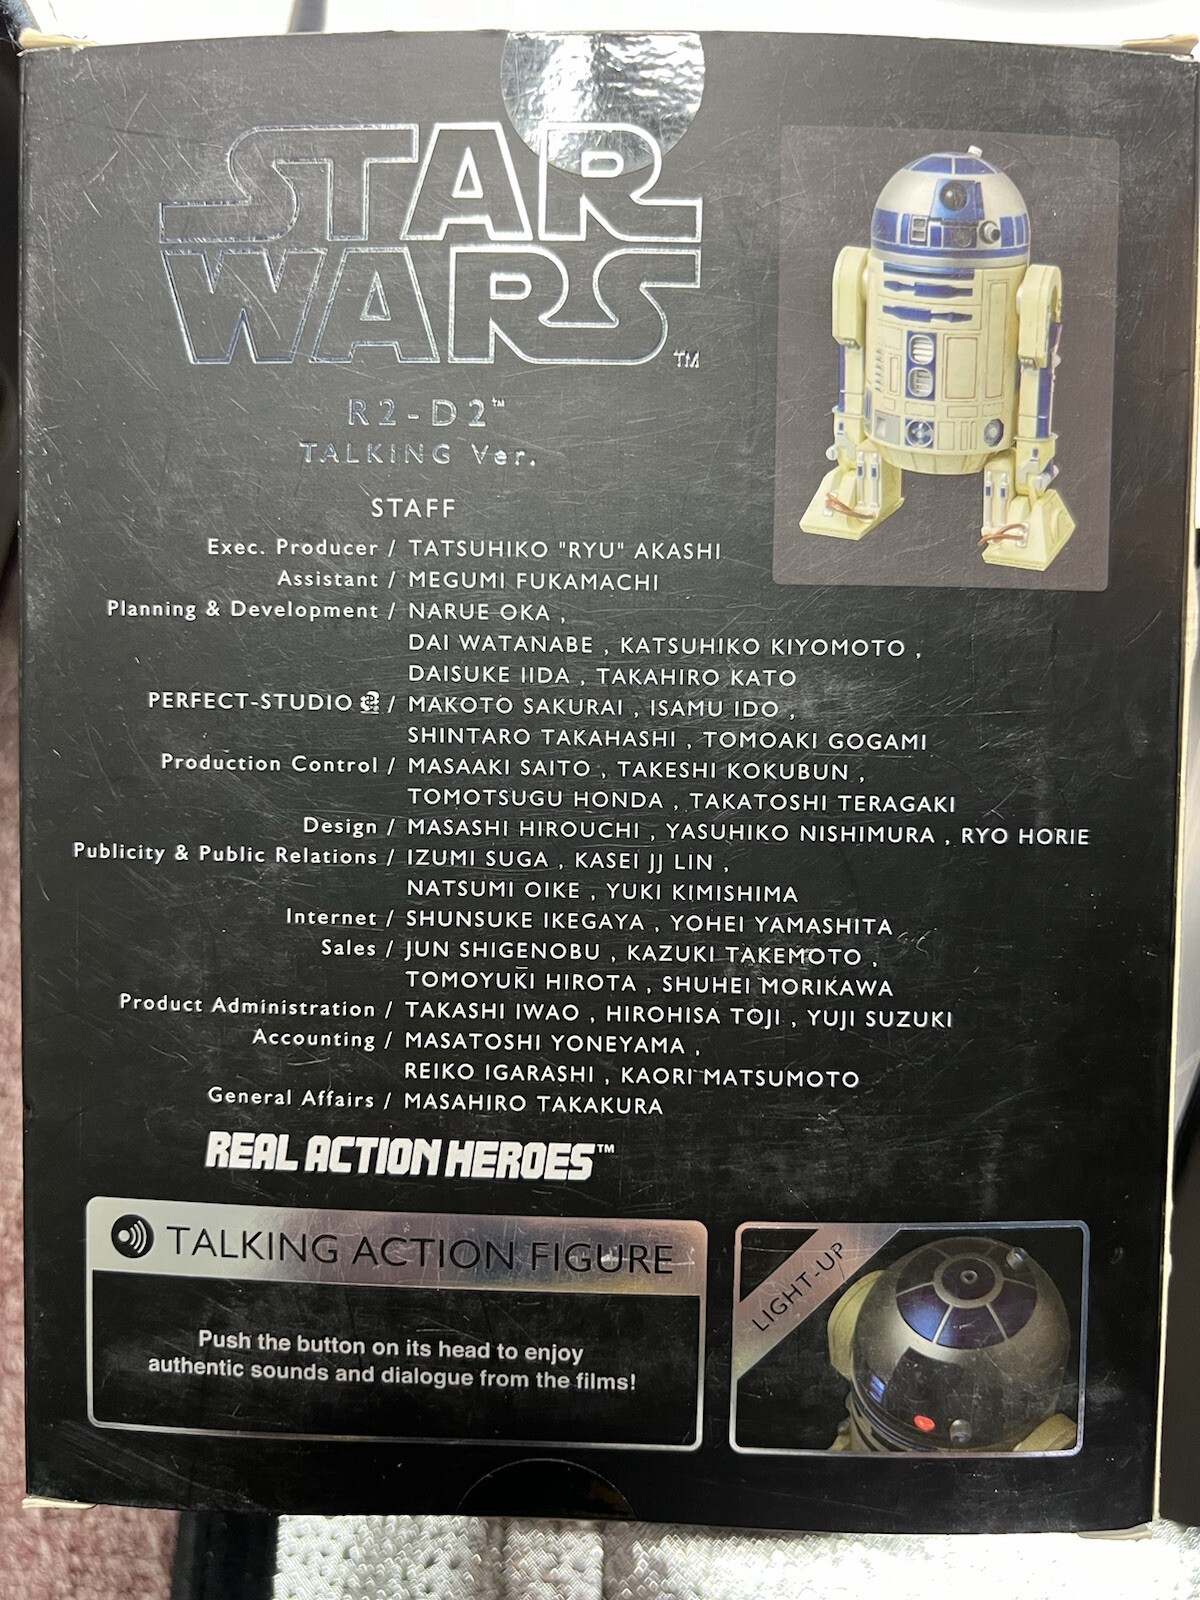 STAR
WARS™
R2-D2™
TALKING Ver.
STAFF
Exec. Producer / TATSUHIKO "RYU" AKASHI
Assistant / MEGUMI FUKAMACHI
Planning & Development / NARUE OKA ,
DAI WATANABE , KATSUHIKO KIYOMOTO ,
DAISUKE IIDA , TAKAHIRO KATO
PERFECT-STUDIO / MAKOTO SAKURAI , ISAMU IDO ,
SHINTARO TAKAHASHI , TOMOAKI GOGAMI
Production Control / MASAAKI SAITO , TAKESHI KOKUBUN ,
TOMOTSUGU HONDA , TAKATOSHI TERAGAKI
Design / MASASHI HIROUCHI , YASUHIKO NISHIMURA , RYO HORIE
Publicity & Public Relations / IZUMI SUGA , KASEI JJ LIN ,
NATSUMI OIKE , YUKI KIMISHIMA
Internet / SHUNSUKE IKEGAYA , YOHEI YAMASHITA
Sales / JUN SHIGENOBU , KAZUKI TAKEMOTO ,
TOMOYUKI HIROTA , SHUHEI MORIKAWA
Product Administration / TAKASHI IWAO , HIROHISA TOJI , YUJI SUZUKI
Accounting / MASATOSHI YONEYAMA ,
REIKO IGARASHI , KAORI MATSUMOTO
General Affairs / MASAHIRO TAKAKURA
REAL ACTION HEROES™
TALKING ACTION FIGURE
Push the button on its head to enjoy
authentic sounds and dialogue from the films!
LIGHT-UP